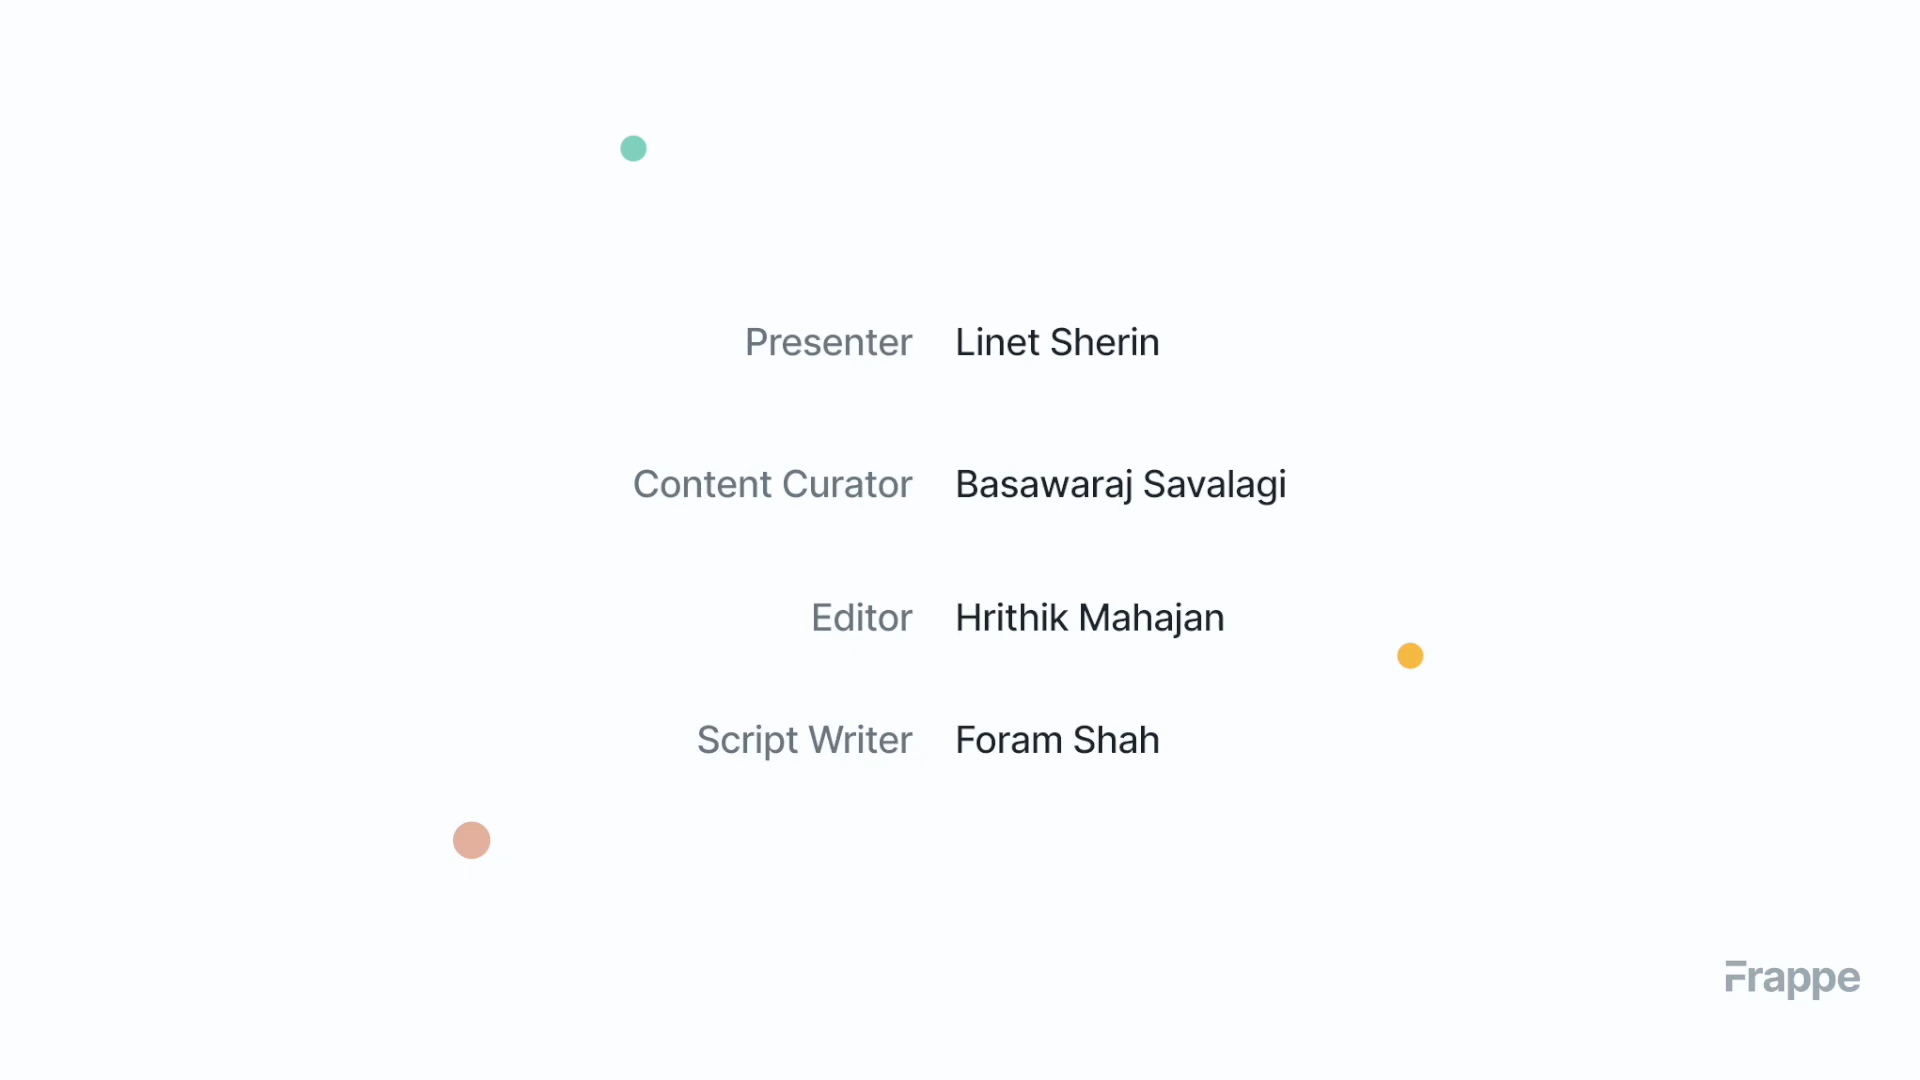 Presenter Linet Sherin
Content Curator Basawaraj Savalagi
Editor Hrithik Mahajan
Script Writer Foram Shah
Frappe